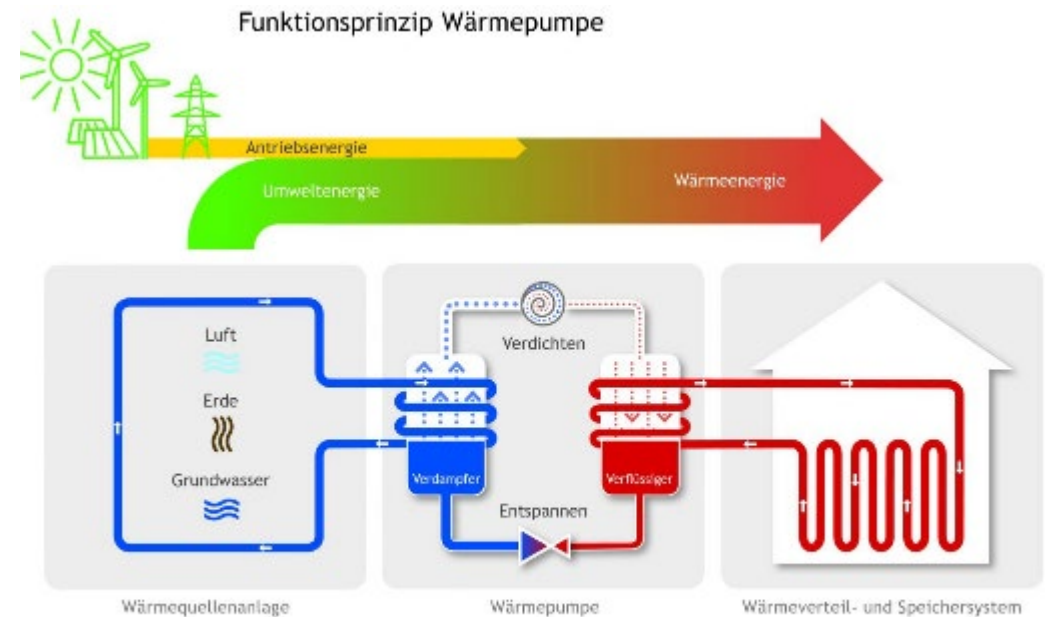 Funktionsprinzip Wärmepumpe
Antriebsenergie
Umweltenergie
Wärmeenergie
Luft
Erde
Grundwasser
Verdichten
Verdampfer
Verflüssiger
Entspannen
Wärmequellenanlage
Wärmepumpe
Wärmeverteil- und Speichersystem